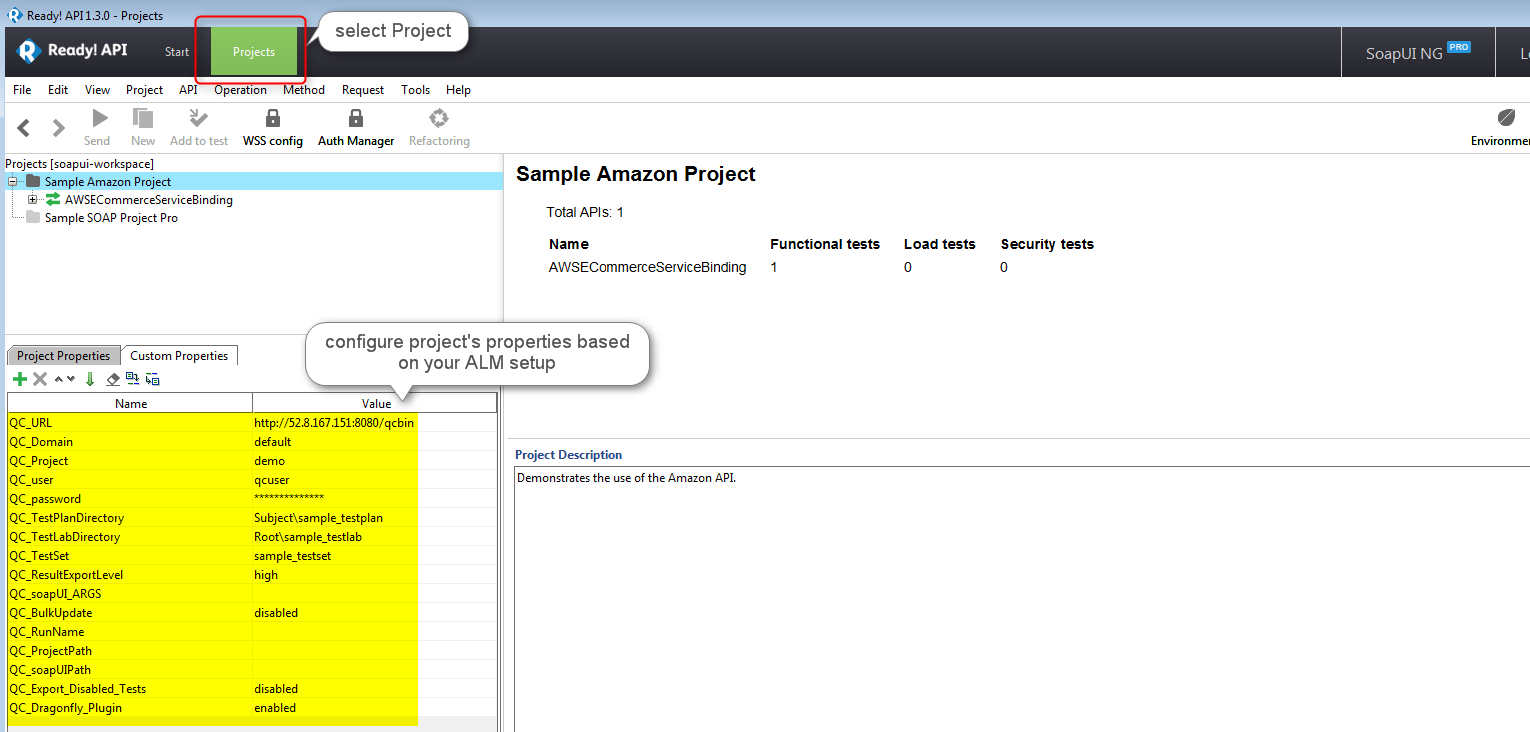 Ready! API 1.3.0 - Projects
select Project
Ready! API
Start
Projects
SoapUI NG PRO
File Edit View Project API Operation Method Request Tools Help
Send New Add to test WSS config Auth Manager Refactoring
Projects [soapui-workspace]
Sample Amazon Project
AWSECommerceServiceBinding
Sample SOAP Project Pro
Sample Amazon Project
Total APIs: 1
Name Functional tests Load tests Security tests
AWSECommerceServiceBinding 1 0 0
configure project's properties based
on your ALM setup
Project Properties Custom Properties
Name Value
QC_URL http://52.8.167.151:8080/qcbin
QC_Domain default
QC_Project demo
QC_user qcuser
QC_password **************
QC_TestPlanDirectory Subject\sample_testplan
QC_TestLabDirectory Root\sample_testlab
QC_TestSet sample_testset
QC_ResultExportLevel high
QC_soapUI_ARGS
QC_BulkUpdate disabled
QC_RunName
QC_ProjectPath
QC_soapUIPath
QC_Export_Disabled_Tests disabled
QC_Dragonfly_Plugin enabled
Project Description
Demonstrates the use of the Amazon API.